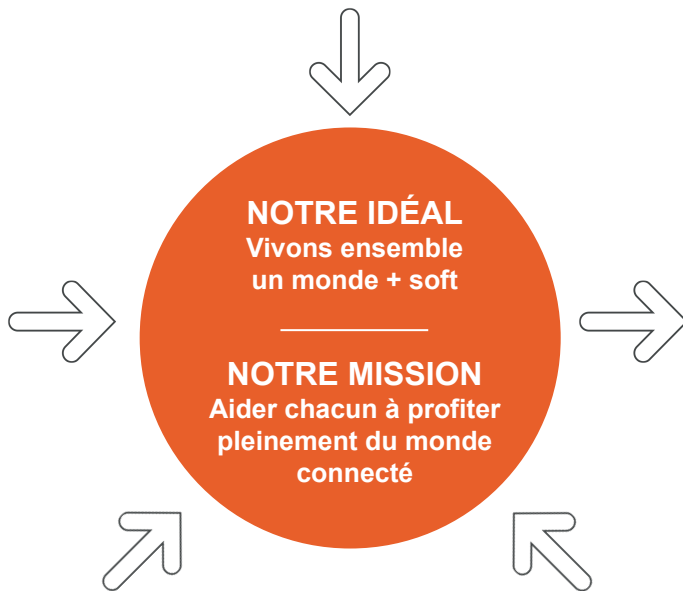 NOTRE IDÉAL
Vivons ensemble
un monde + soft
NOTRE MISSION
Aider chacun à profiter
pleinement du monde
connecté